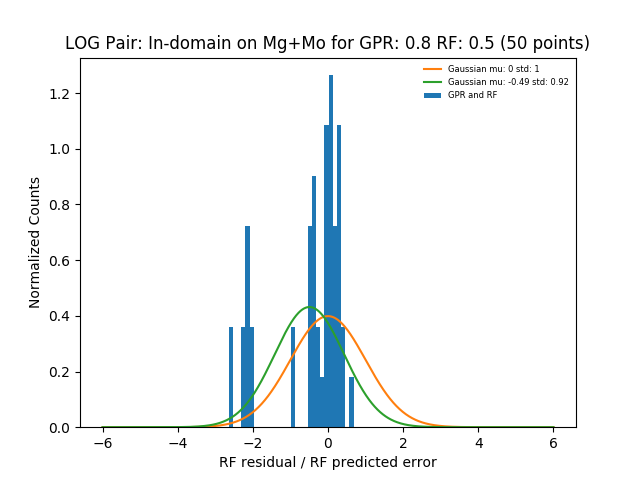 LOG Pair: In-domain on Mg+Mo for GPR: 0.8 RF: 0.5 (50 points)
Gaussian mu: 0 std: 1
Gaussian mu: -0.49 std: 0.92
GPR and RF
Normalized Counts
1.2
1.0
0.8
0.6
0.4
0.2
0.0
−6 −4 −2 0 2 4 6
RF residual / RF predicted error